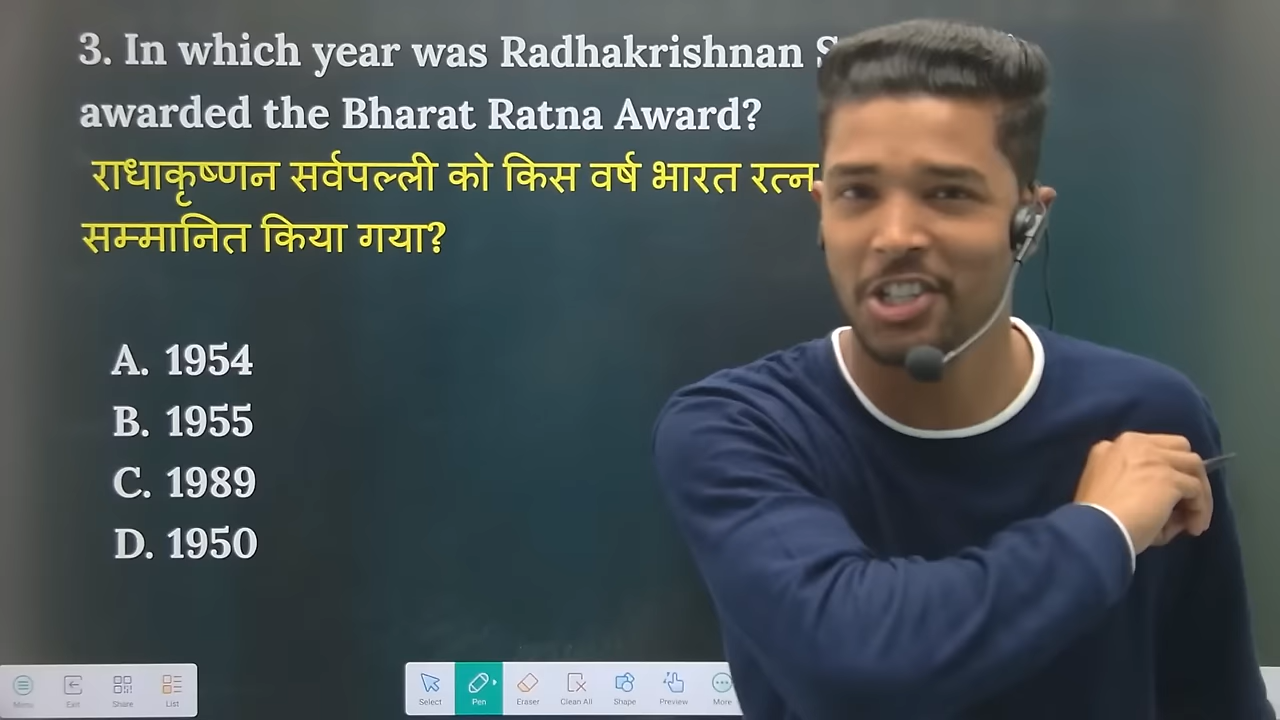 3. In which year was Radhakrishnan
awarded the Bharat Ratna Award?
राधाकृष्णन सर्वपल्ली को किस वर्ष भारत रत्न
सम्मानित किया गया?
A. 1954
B. 1955
C. 1989
D. 1950
Menu Exit Share List Select Pen Eraser Clean All Shape Preview More